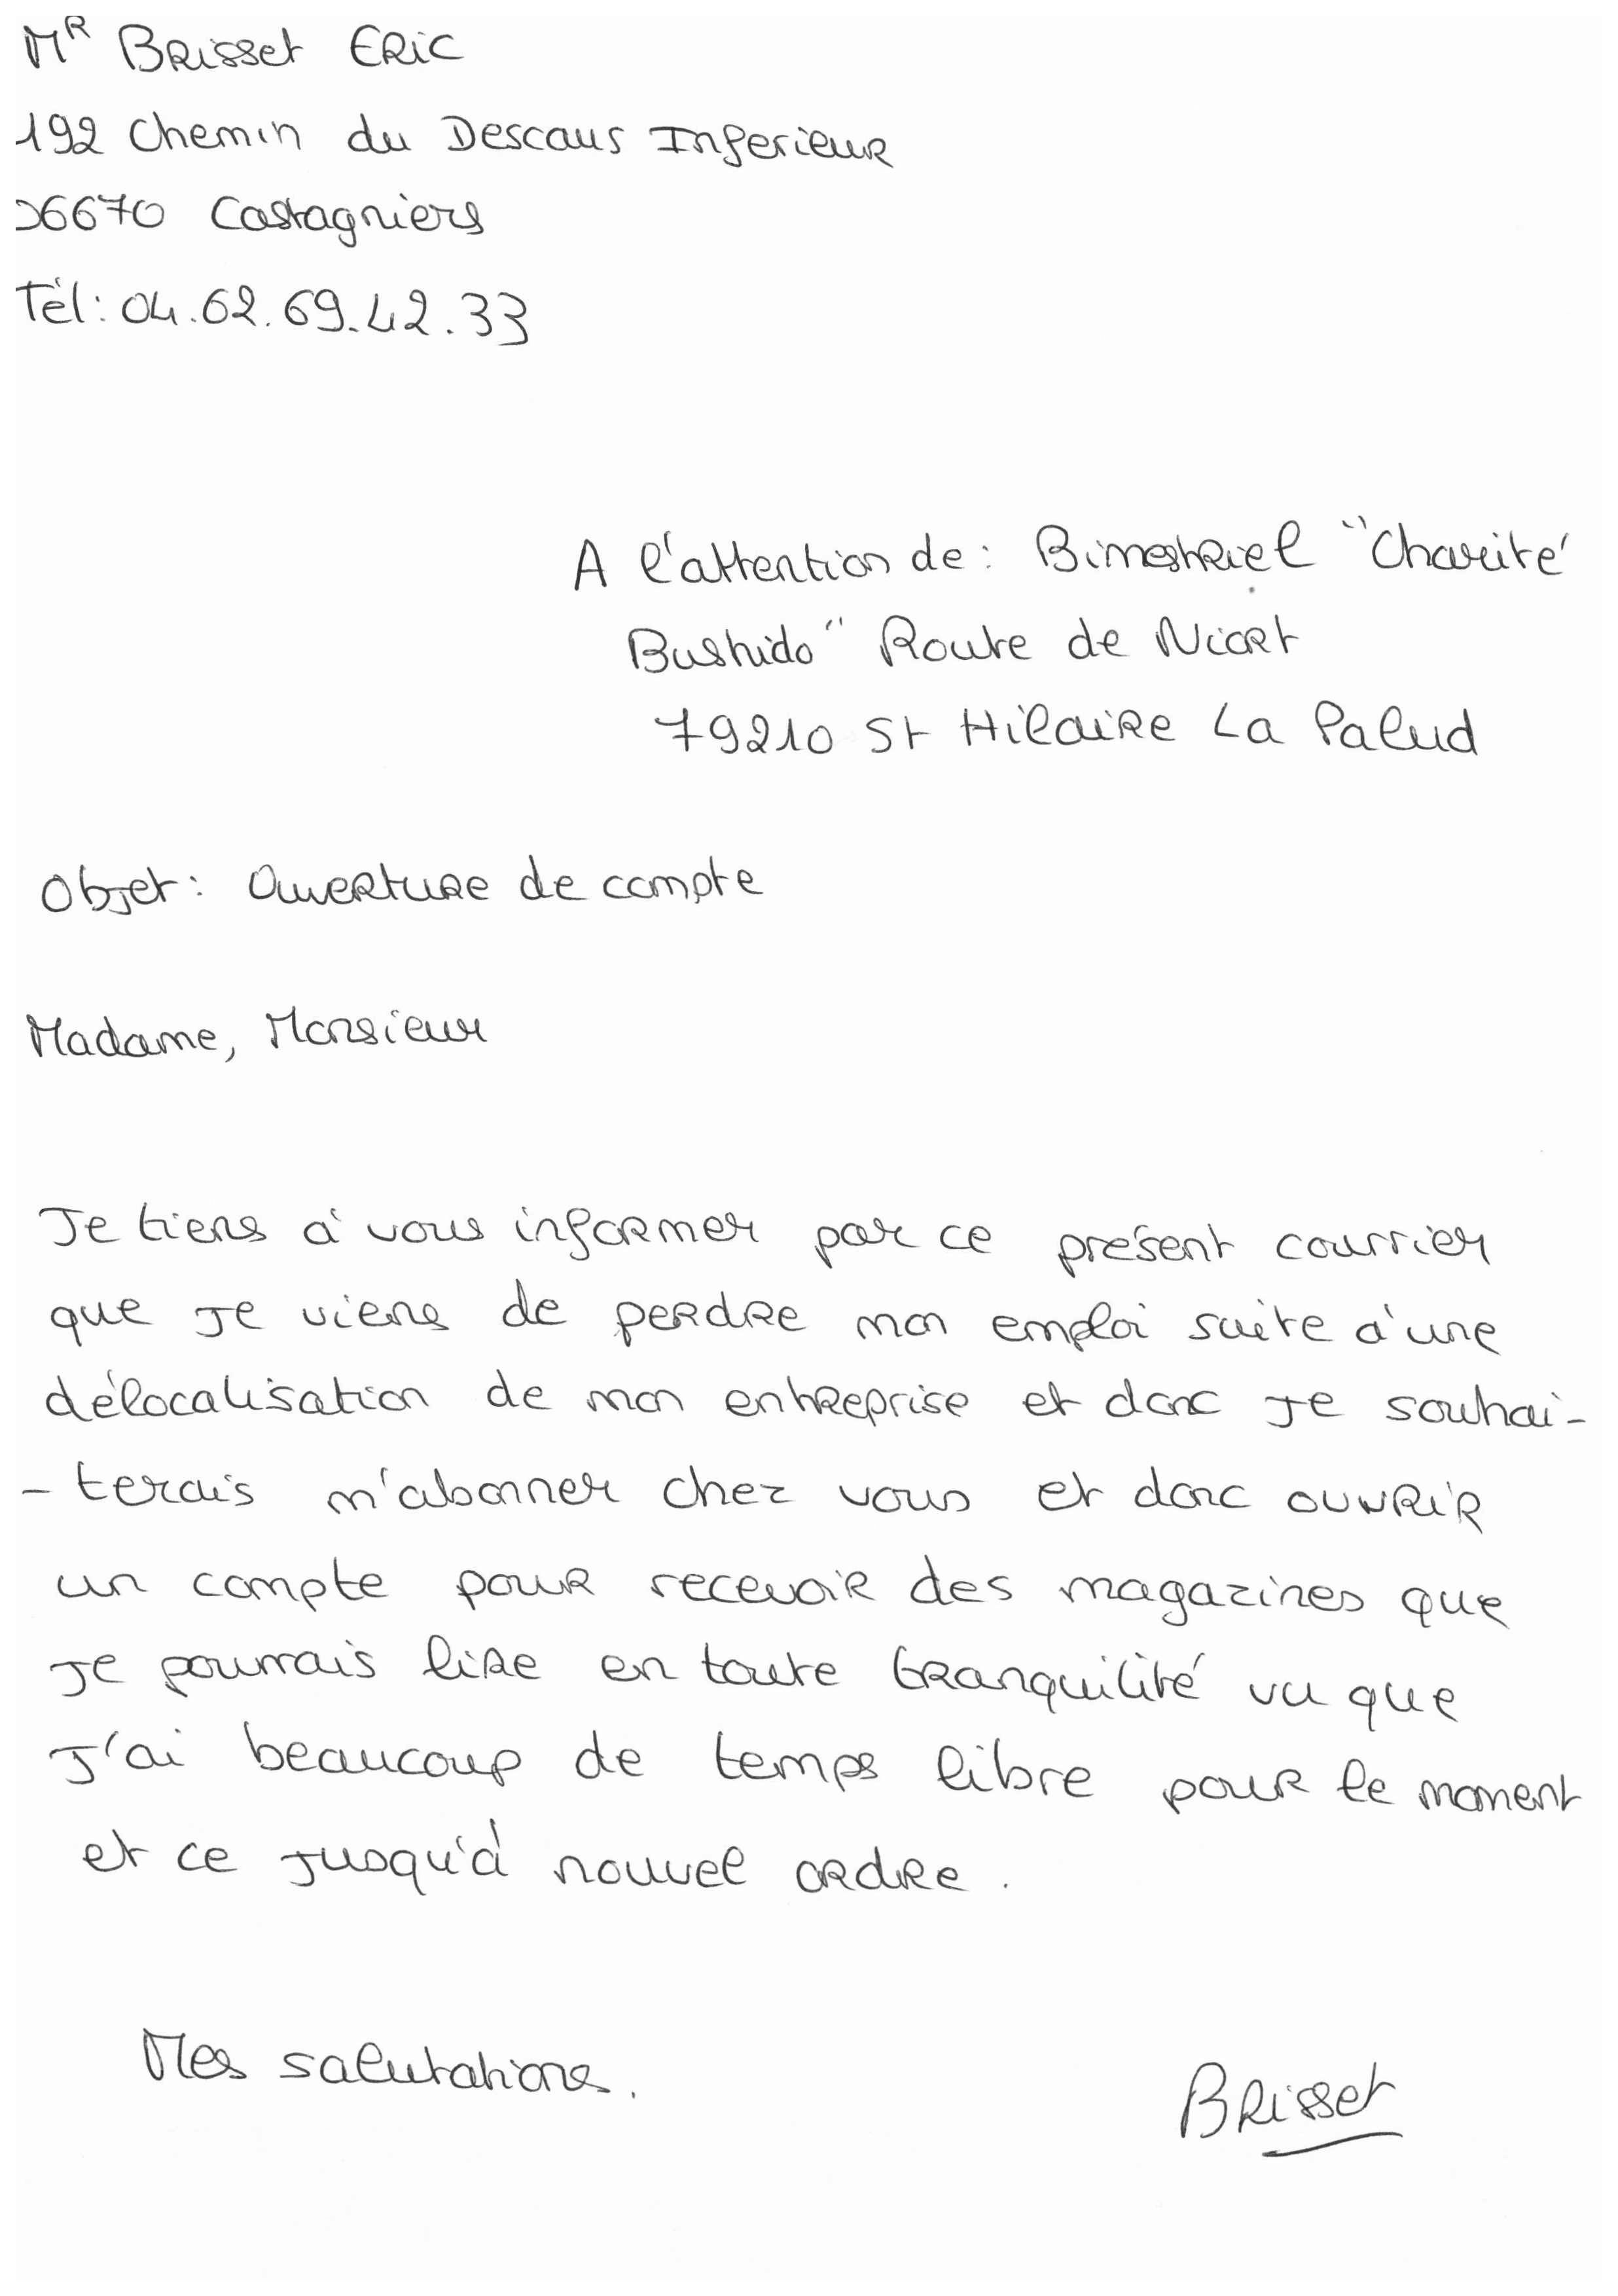 Mr Brisset Eric
192 Chemin du Descaus Inferieur
06670 Castagniers
Tél: 04.62.69.42.33
A l'attention de: Bimestriel "Charité
Bushido" Route de Niort
79210 St Hilaire La Palud
Objet: Ouverture de compte
Madame, Monsieur
Je tiens à vous informer par ce présent courrier
que je viens de perdre mon emploi suite à une
délocalisation de mon entreprise et donc je souhai-
-terais m'abonner chez vous et donc ouvrir
un compte pour recevoir des magazines que
je pourrais lire en toute tranquilité vu que
j'ai beaucoup de temps libre pour le moment
et ce jusqu'à nouvel ordre.
Mes salutations.
Brisset